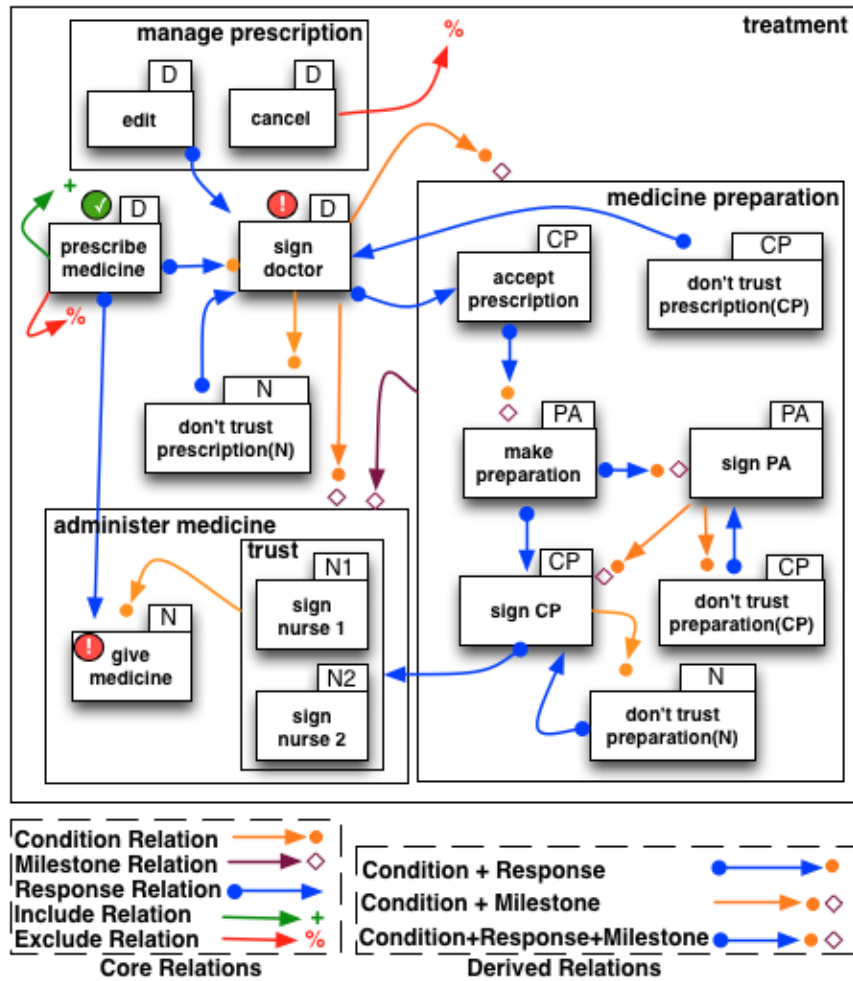 treatment
manage prescription
D
edit
D
cancel
%
+
✓
D
prescribe
medicine
%
!
D
sign
doctor
N
don't trust
prescription(N)
medicine preparation
CP
accept
prescription
CP
don't trust
prescription(CP)
PA
make
preparation
PA
sign PA
CP
sign CP
CP
don't trust
preparation(CP)
N
don't trust
preparation(N)
administer medicine
trust
N1
sign
nurse 1
N2
sign
nurse 2
N
!
give
medicine
Condition Relation
Milestone Relation
Response Relation
Include Relation +
Exclude Relation %
Core Relations
Condition + Response
Condition + Milestone
Condition+Response+Milestone
Derived Relations